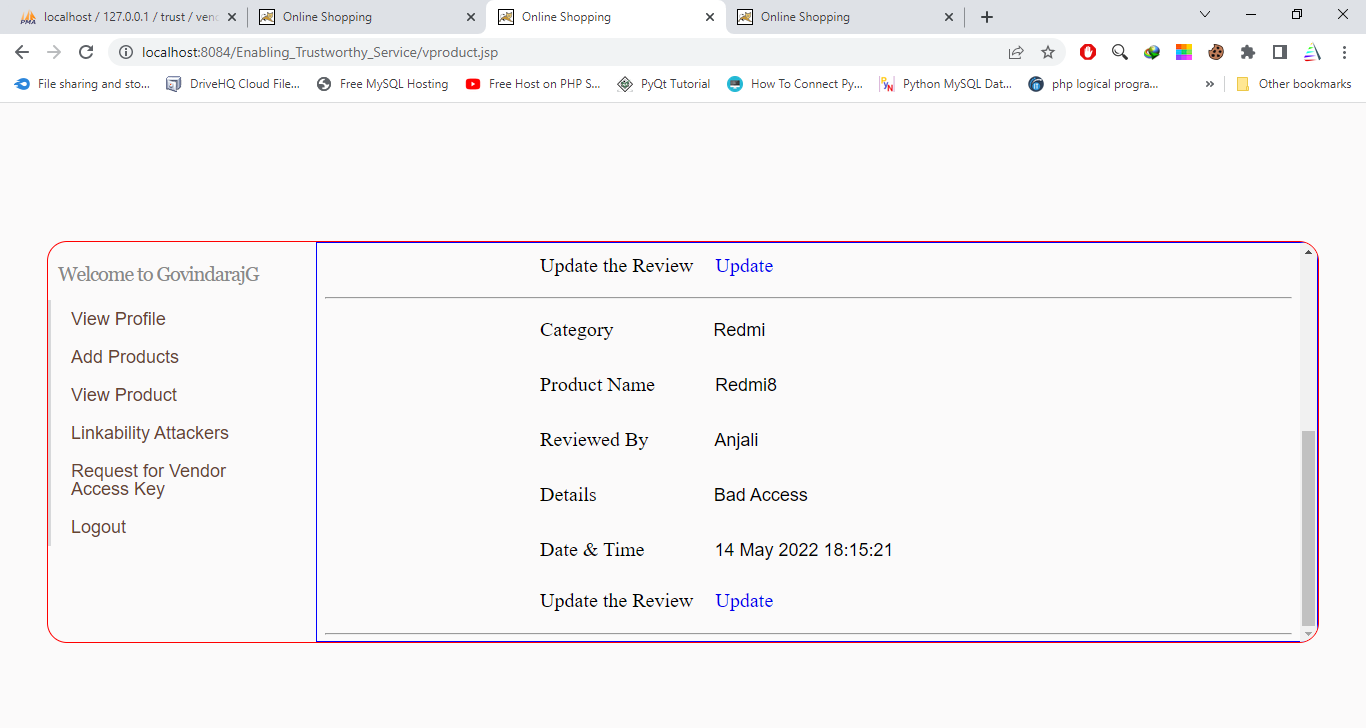 localhost / 127.0.0.1 / trust / vend
Online Shopping
Online Shopping
Online Shopping
localhost:8084/Enabling_Trustworthy_Service/vproduct.jsp
File sharing and sto... DriveHQ Cloud File... Free MySQL Hosting Free Host on PHP S... PyQt Tutorial How To Connect Py... Python MySQL Dat... php logical progra... » Other bookmarks
Welcome to GovindarajG
View Profile
Add Products
View Product
Linkability Attackers
Request for Vendor
Access Key
Logout
Update the Review Update
Category Redmi
Product Name Redmi8
Reviewed By Anjali
Details Bad Access
Date & Time 14 May 2022 18:15:21
Update the Review Update